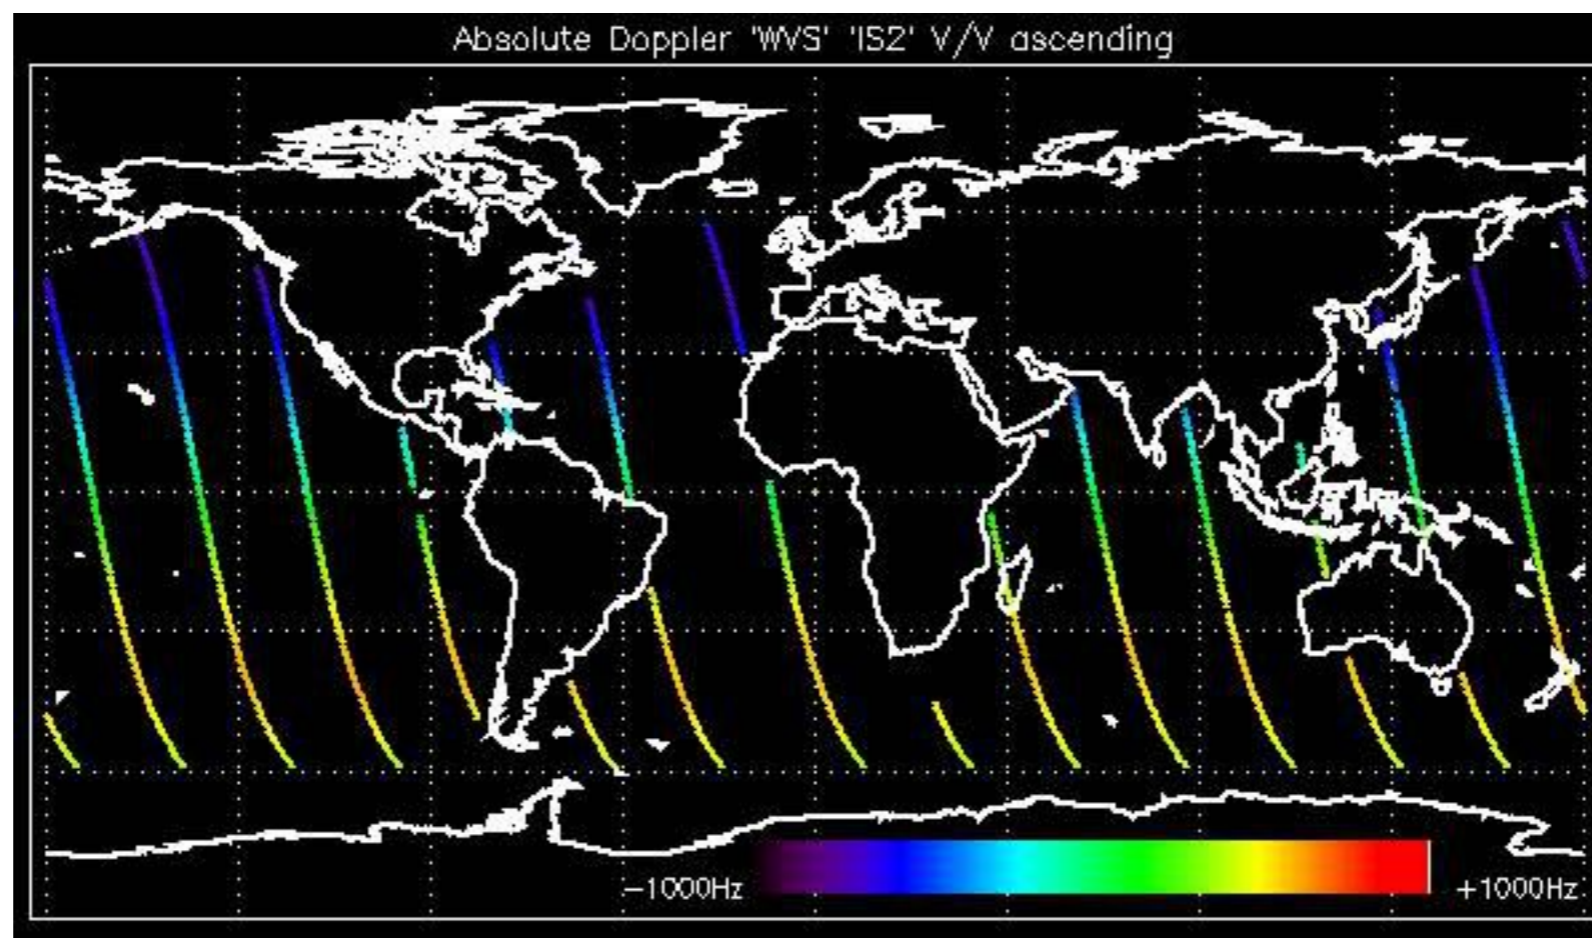 Absolute Doppler 'WVS' 'IS2' V/V ascending
-1000Hz +1000Hz